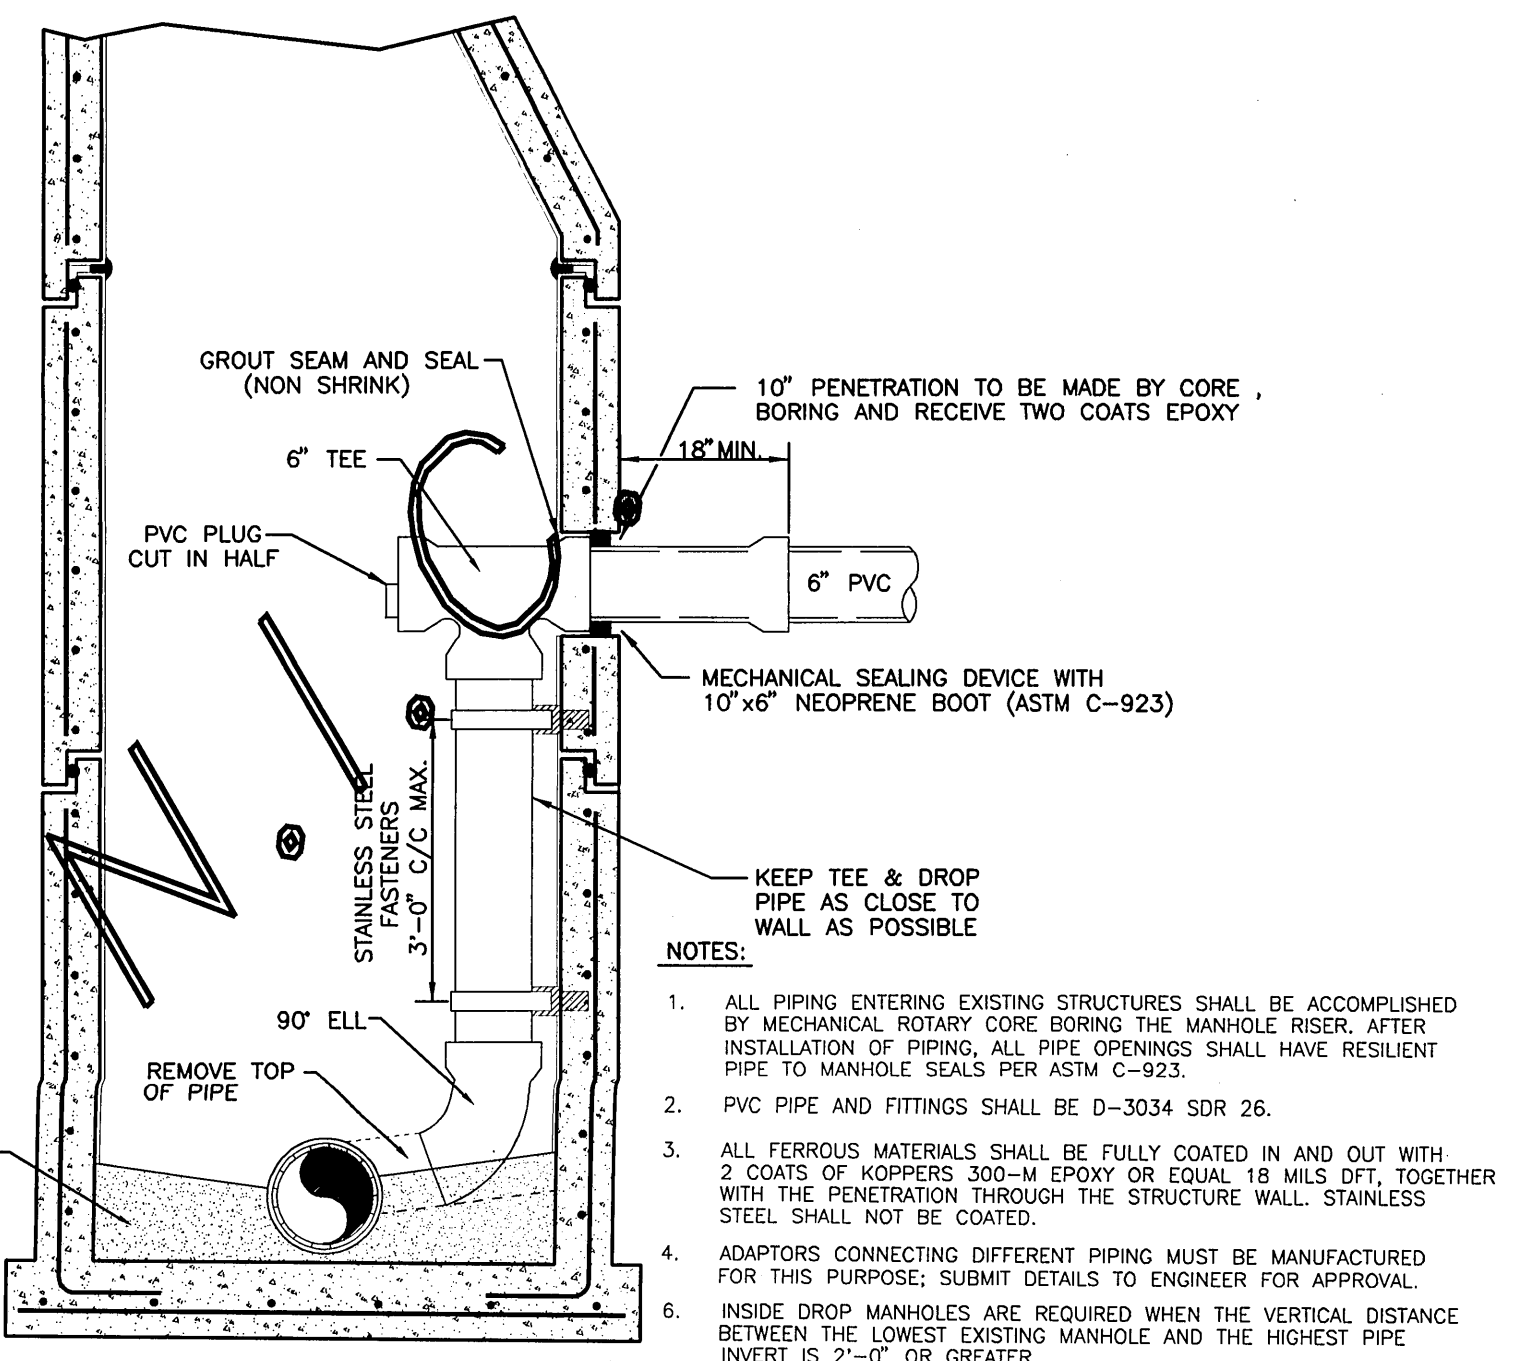 GROUT SEAM AND SEAL
(NON SHRINK)
10" PENETRATION TO BE MADE BY CORE ,
BORING AND RECEIVE TWO COATS EPOXY
18" MIN.
6" TEE
PVC PLUG
CUT IN HALF
6" PVC
MECHANICAL SEALING DEVICE WITH
10"x6" NEOPRENE BOOT (ASTM C-923)
STAINLESS STEEL
FASTENERS
3'-0" C/C MAX.
KEEP TEE & DROP
PIPE AS CLOSE TO
WALL AS POSSIBLE
90° ELL
REMOVE TOP
OF PIPE
NOTES:
1. ALL PIPING ENTERING EXISTING STRUCTURES SHALL BE ACCOMPLISHED
BY MECHANICAL ROTARY CORE BORING THE MANHOLE RISER. AFTER
INSTALLATION OF PIPING, ALL PIPE OPENINGS SHALL HAVE RESILIENT
PIPE TO MANHOLE SEALS PER ASTM C-923.
2. PVC PIPE AND FITTINGS SHALL BE D-3034 SDR 26.
3. ALL FERROUS MATERIALS SHALL BE FULLY COATED IN AND OUT WITH
2 COATS OF KOPPERS 300-M EPOXY OR EQUAL 18 MILS DFT, TOGETHER
WITH THE PENETRATION THROUGH THE STRUCTURE WALL. STAINLESS
STEEL SHALL NOT BE COATED.
4. ADAPTORS CONNECTING DIFFERENT PIPING MUST BE MANUFACTURED
FOR THIS PURPOSE; SUBMIT DETAILS TO ENGINEER FOR APPROVAL.
6. INSIDE DROP MANHOLES ARE REQUIRED WHEN THE VERTICAL DISTANCE
BETWEEN THE LOWEST EXISTING MANHOLE AND THE HIGHEST PIPE
INVERT IS 2'-0" OR GREATER